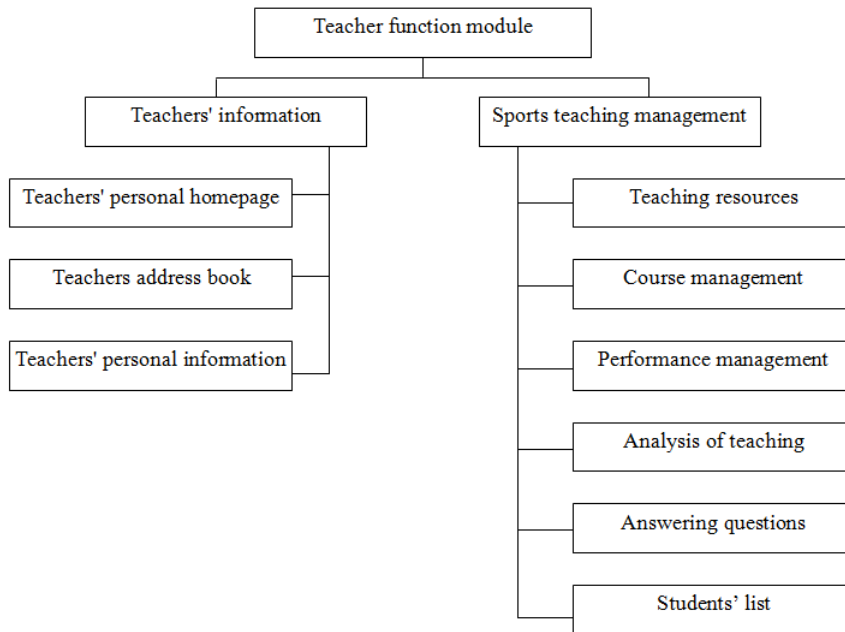 Teacher function module
Teachers' information
Sports teaching management
Teachers' personal homepage
Teachers address book
Teachers' personal information
Teaching resources
Course management
Performance management
Analysis of teaching
Answering questions
Students’ list